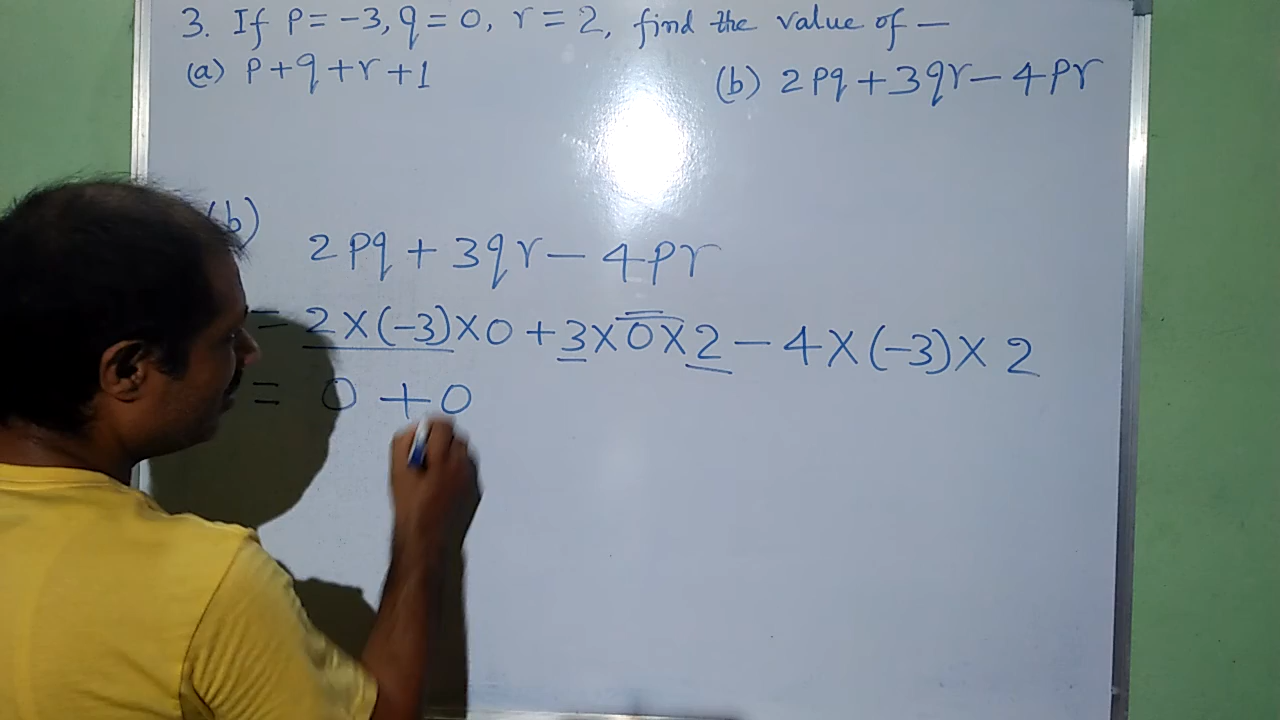 3. If p = -3, q = 0, r = 2, find the value of —
(a) p + q + r + 1 (b) 2pq + 3qr - 4pr
(b)
2pq + 3qr - 4pr
= 2 × (-3) × 0 + 3 × 0 × 2 - 4 × (-3) × 2
= 0 + 0